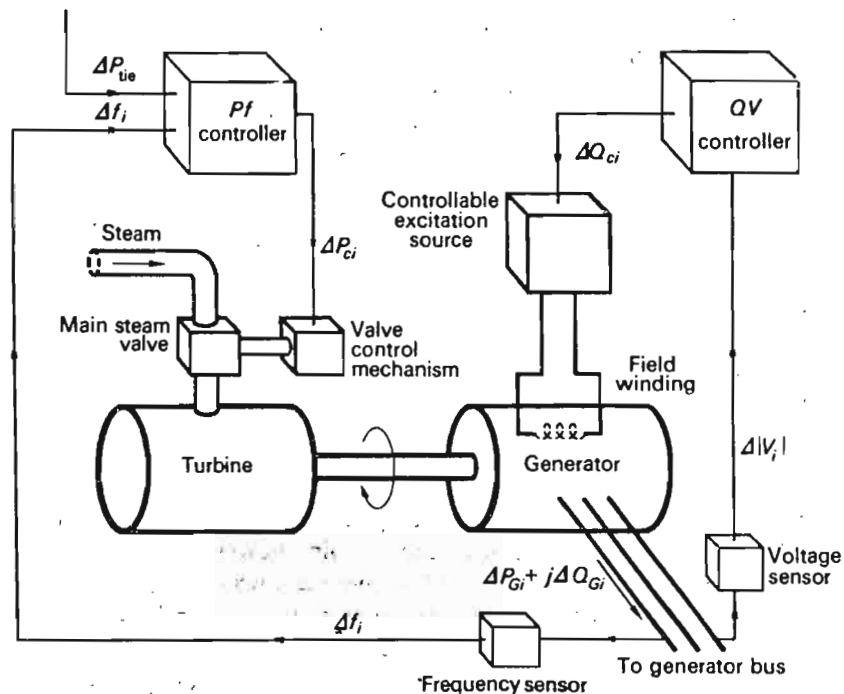 ΔP_tie
Δf_i
Pf
controller
QV
controller
ΔQ_ci
Controllable
excitation
source
ΔP_ci
Steam
Main steam
valve
Valve
control
mechanism
Field
winding
Turbine
Generator
Δ|V_i|
Voltage
sensor
ΔP_Gi + jΔQ_Gi
Δf_i
To generator bus
Frequency sensor